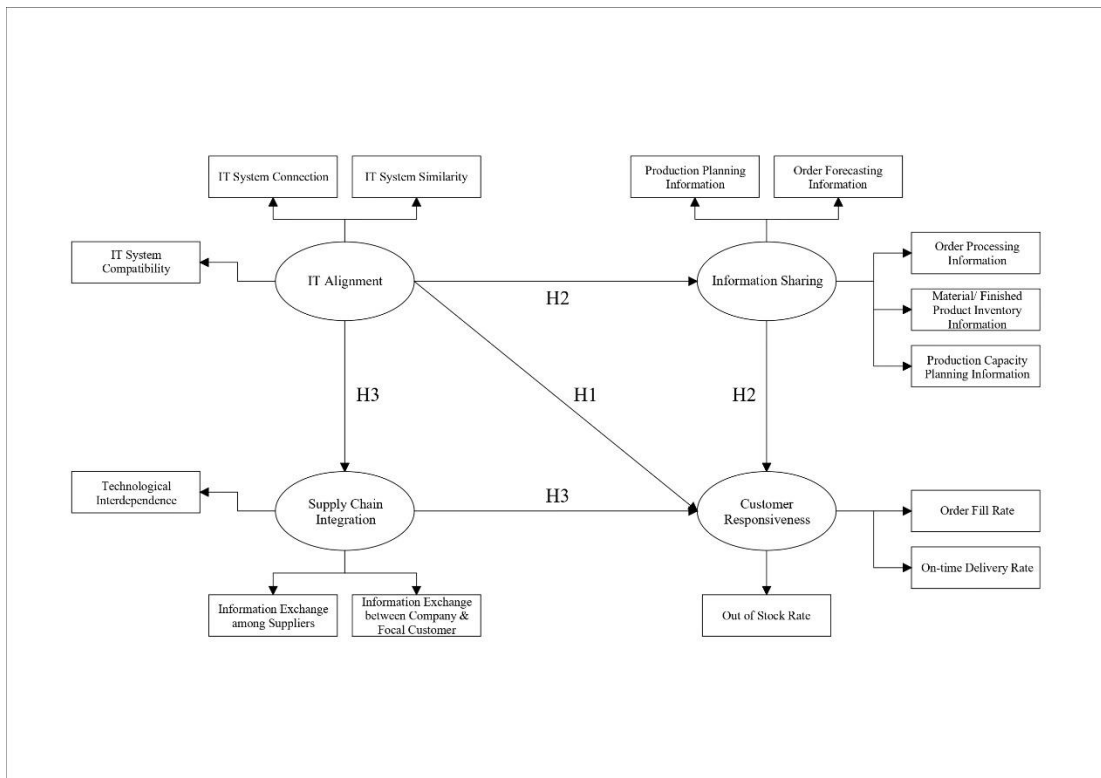 IT System Connection
IT System Similarity
Production Planning
Information
Order Forecasting
Information
IT System
Compatibility
IT Alignment
H2
Information Sharing
Order Processing
Information
Material/ Finished
Product Inventory
Information
Production Capacity
Planning Information
H3
H1
H2
Technological
Interdependence
Supply Chain
Integration
H3
Customer
Responsiveness
Order Fill Rate
On-time Delivery Rate
Information Exchange
among Suppliers
Information Exchange
between Company &
Focal Customer
Out of Stock Rate